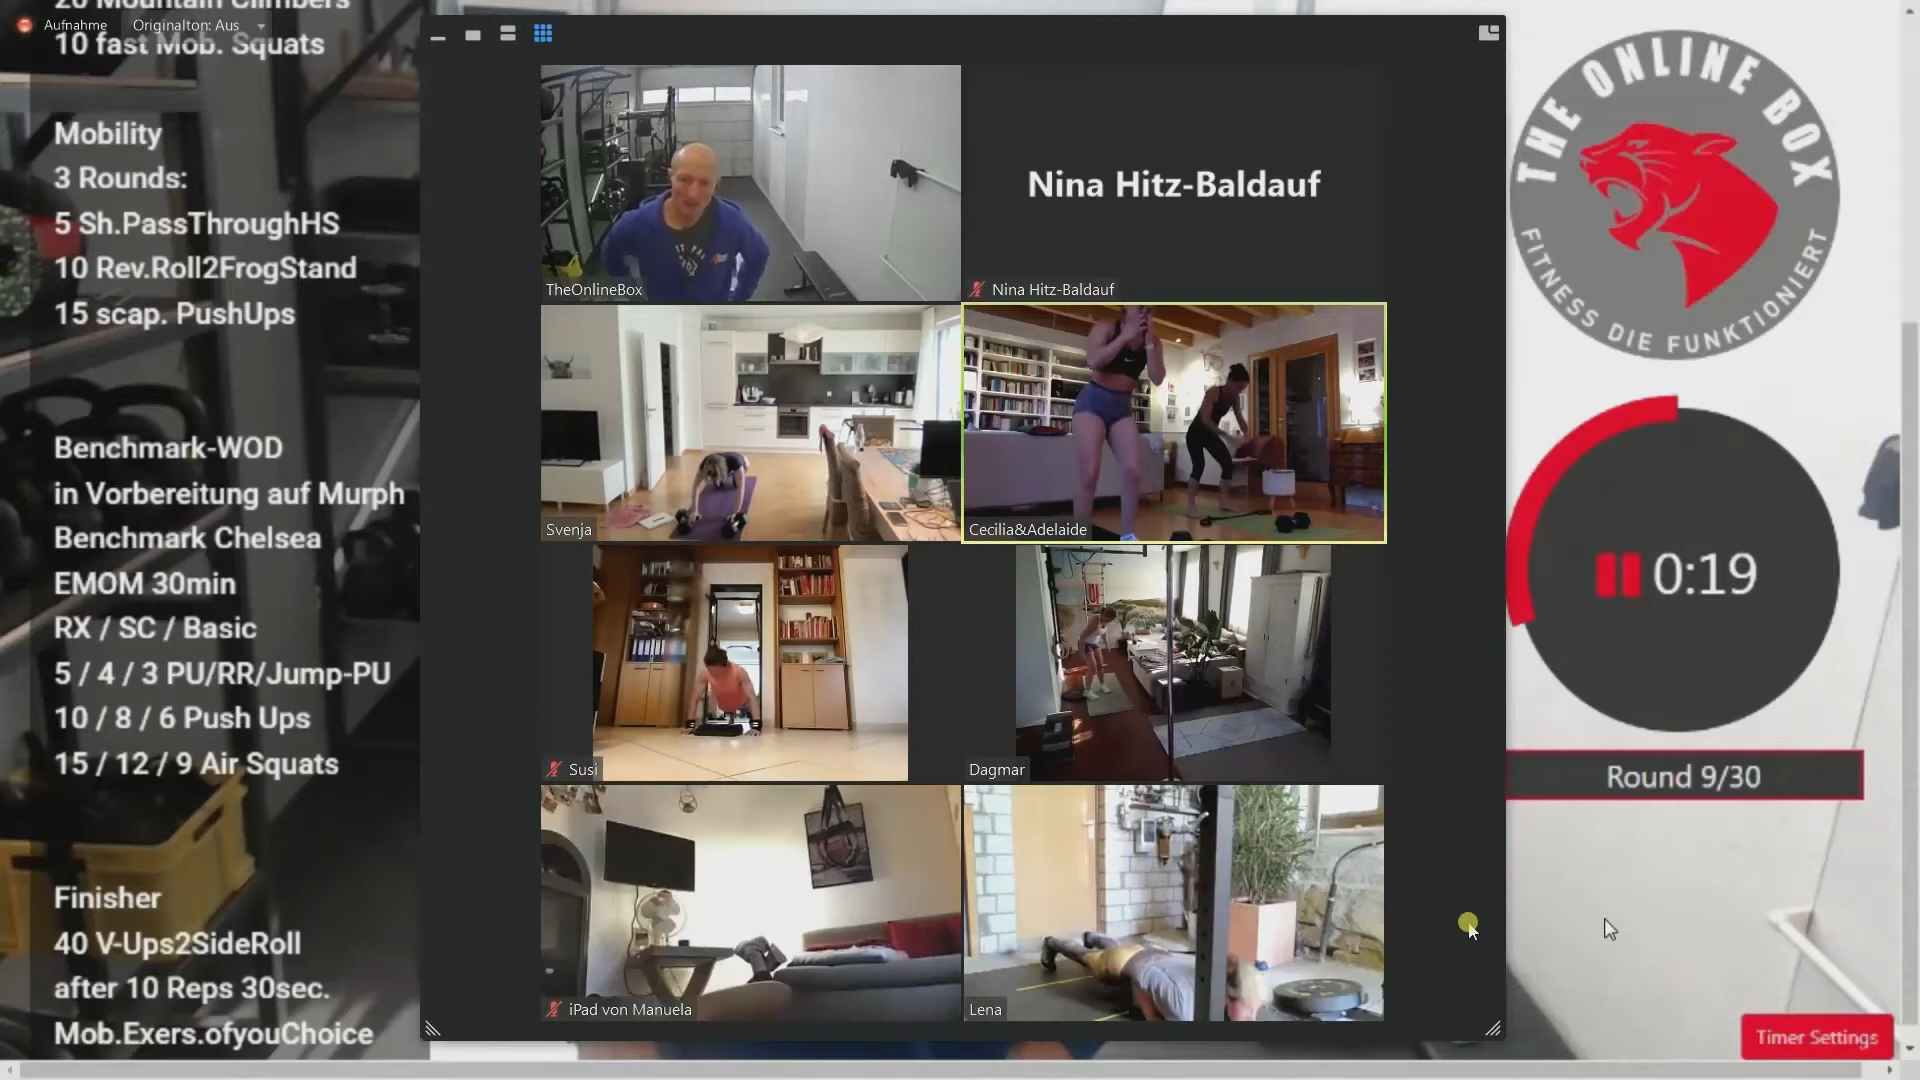 20 Mountain Climbers
Aufnahme
Originalton: Aus
10 fast Mob. Squats
Mobility
3 Rounds:
5 Sh.PassThroughHS
10 Rev.Roll2FrogStand
15 scap. PushUps
Benchmark-WOD
in Vorbereitung auf Murph
Benchmark Chelsea
EMOM 30min
RX / SC / Basic
5 / 4 / 3 PU/RR/Jump-PU
10 / 8 / 6 Push Ups
15 / 12 / 9 Air Squats
Finisher
40 V-Ups2SideRoll
after 10 Reps 30sec.
Mob.Exers.ofyouChoice
TheOnlineBox
Nina Hitz-Baldauf
Nina Hitz-Baldauf
Svenja
Cecilia&Adelaide
Susi
Dagmar
iPad von Manuela
Lena
THE ONLINE BOX
FITNESS DIE FUNKTIONIERT
0:19
Round 9/30
Timer Settings